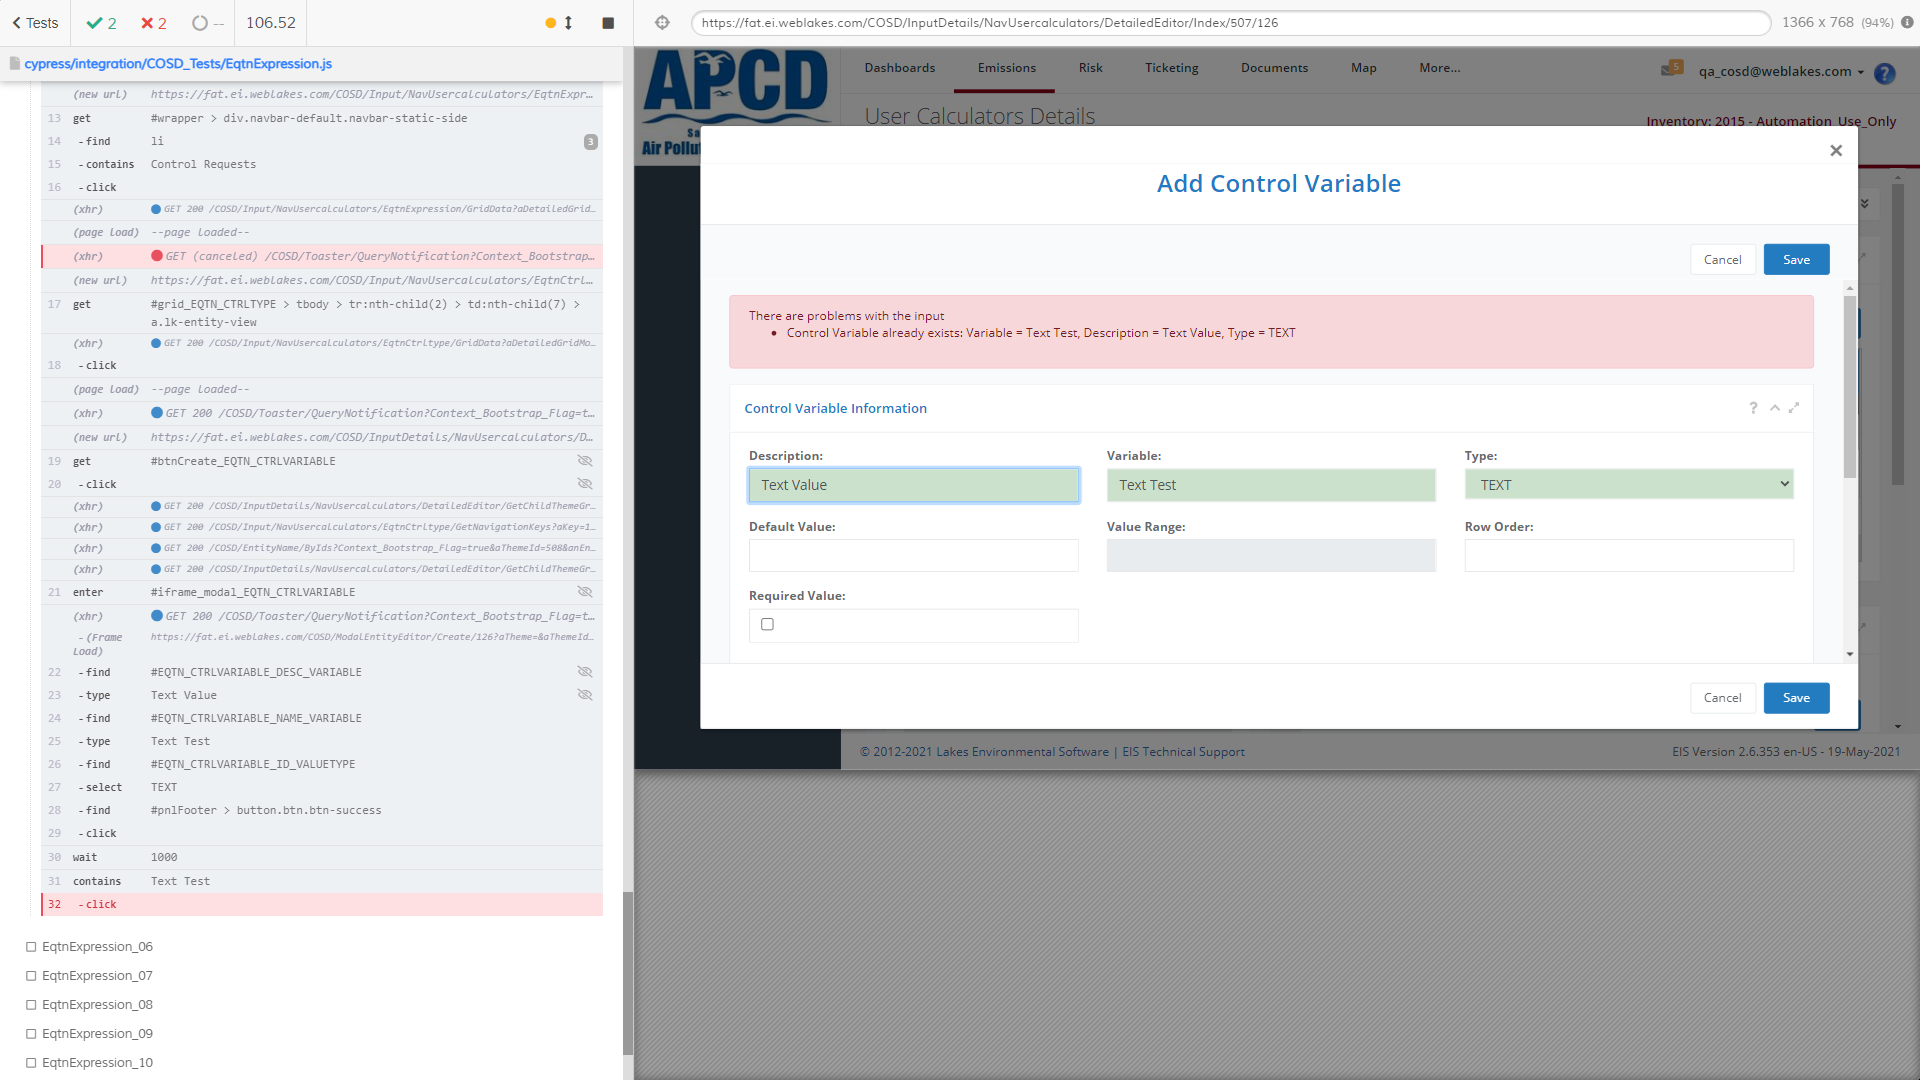 Tests 2 2 -- 106.52
https://fat.ei.weblakes.com/COSD/InputDetails/NavUsercalculators/DetailedEditor/Index/507/126
1366 x 768 (94%)
cypress/integration/COSD_Tests/EqtnExpression.js
(new url) https://fat.ei.weblakes.com/COSD/Input/NavUsercalculators/EqtnExpr...
13 get #wrapper > div.navbar-default.navbar-static-side
14 -find li 3
15 -contains Control Requests
16 -click
(xhr) GET 200 /COSD/Input/NavUsercalculators/EqtnExpression/GridData?aDetailedGrid...
(page load) --page loaded--
(xhr) GET (canceled) /COSD/Toaster/QueryNotification?Context_Bootstrap...
(new url) https://fat.ei.weblakes.com/COSD/Input/NavUsercalculators/EqtnCtrl...
17 get #grid_EQTN_CTRLTYPE > tbody > tr:nth-child(2) > td:nth-child(7) >
a.lk-entity-view
(xhr) GET 200 /COSD/Input/NavUsercalculators/EqtnCtrltype/GridData?aDetailedGridMo...
18 -click
(page load) --page loaded--
(xhr) GET 200 /COSD/Toaster/QueryNotification?Context_Bootstrap_Flag=t...
(new url) https://fat.ei.weblakes.com/COSD/InputDetails/NavUsercalculators/D...
19 get #btnCreate_EQTN_CTRLVARIABLE
20 -click
(xhr) GET 200 /COSD/InputDetails/NavUsercalculators/DetailedEditor/GetChildThemeGr...
(xhr) GET 200 /COSD/Input/NavUsercalculators/EqtnCtrltype/GetNavigationKeys?aKey=1...
(xhr) GET 200 /COSD/EntityName/ByIds?Context_Bootstrap_Flag=true&aThemeId=508&anEn...
(xhr) GET 200 /COSD/InputDetails/NavUsercalculators/DetailedEditor/GetChildThemeGr...
21 enter #iframe_modal_EQTN_CTRLVARIABLE
(xhr) GET 200 /COSD/Toaster/QueryNotification?Context_Bootstrap_Flag=t...
-(Frame https://fat.ei.weblakes.com/COSD/ModalEntityEditor/Create/126?aTheme=&aThemeId...
Load)
22 -find #EQTN_CTRLVARIABLE_DESC_VARIABLE
23 -type Text Value
24 -find #EQTN_CTRLVARIABLE_NAME_VARIABLE
25 -type Text Test
26 -find #EQTN_CTRLVARIABLE_ID_VALUETYPE
27 -select TEXT
28 -find #pnlFooter > button.btn.btn-success
29 -click
30 wait 1000
31 contains Text Test
32 -click
EqtnExpression_06
EqtnExpression_07
EqtnExpression_08
EqtnExpression_09
EqtnExpression_10
APCD
Sa
Air Pollu
Dashboards Emissions Risk Ticketing Documents Map More...
5 qa_cosd@weblakes.com ?
User Calculators Details
Inventory: 2015 - Automation_Use_Only
×
Add Control Variable
Cancel Save
There are problems with the input
• Control Variable already exists: Variable = Text Test, Description = Text Value, Type = TEXT
Control Variable Information ?
Description: Variable: Type:
Text Value Text Test TEXT
Default Value: Value Range: Row Order:
Required Value:
Cancel Save
© 2012-2021 Lakes Environmental Software | EIS Technical Support
EIS Version 2.6.353 en-US - 19-May-2021